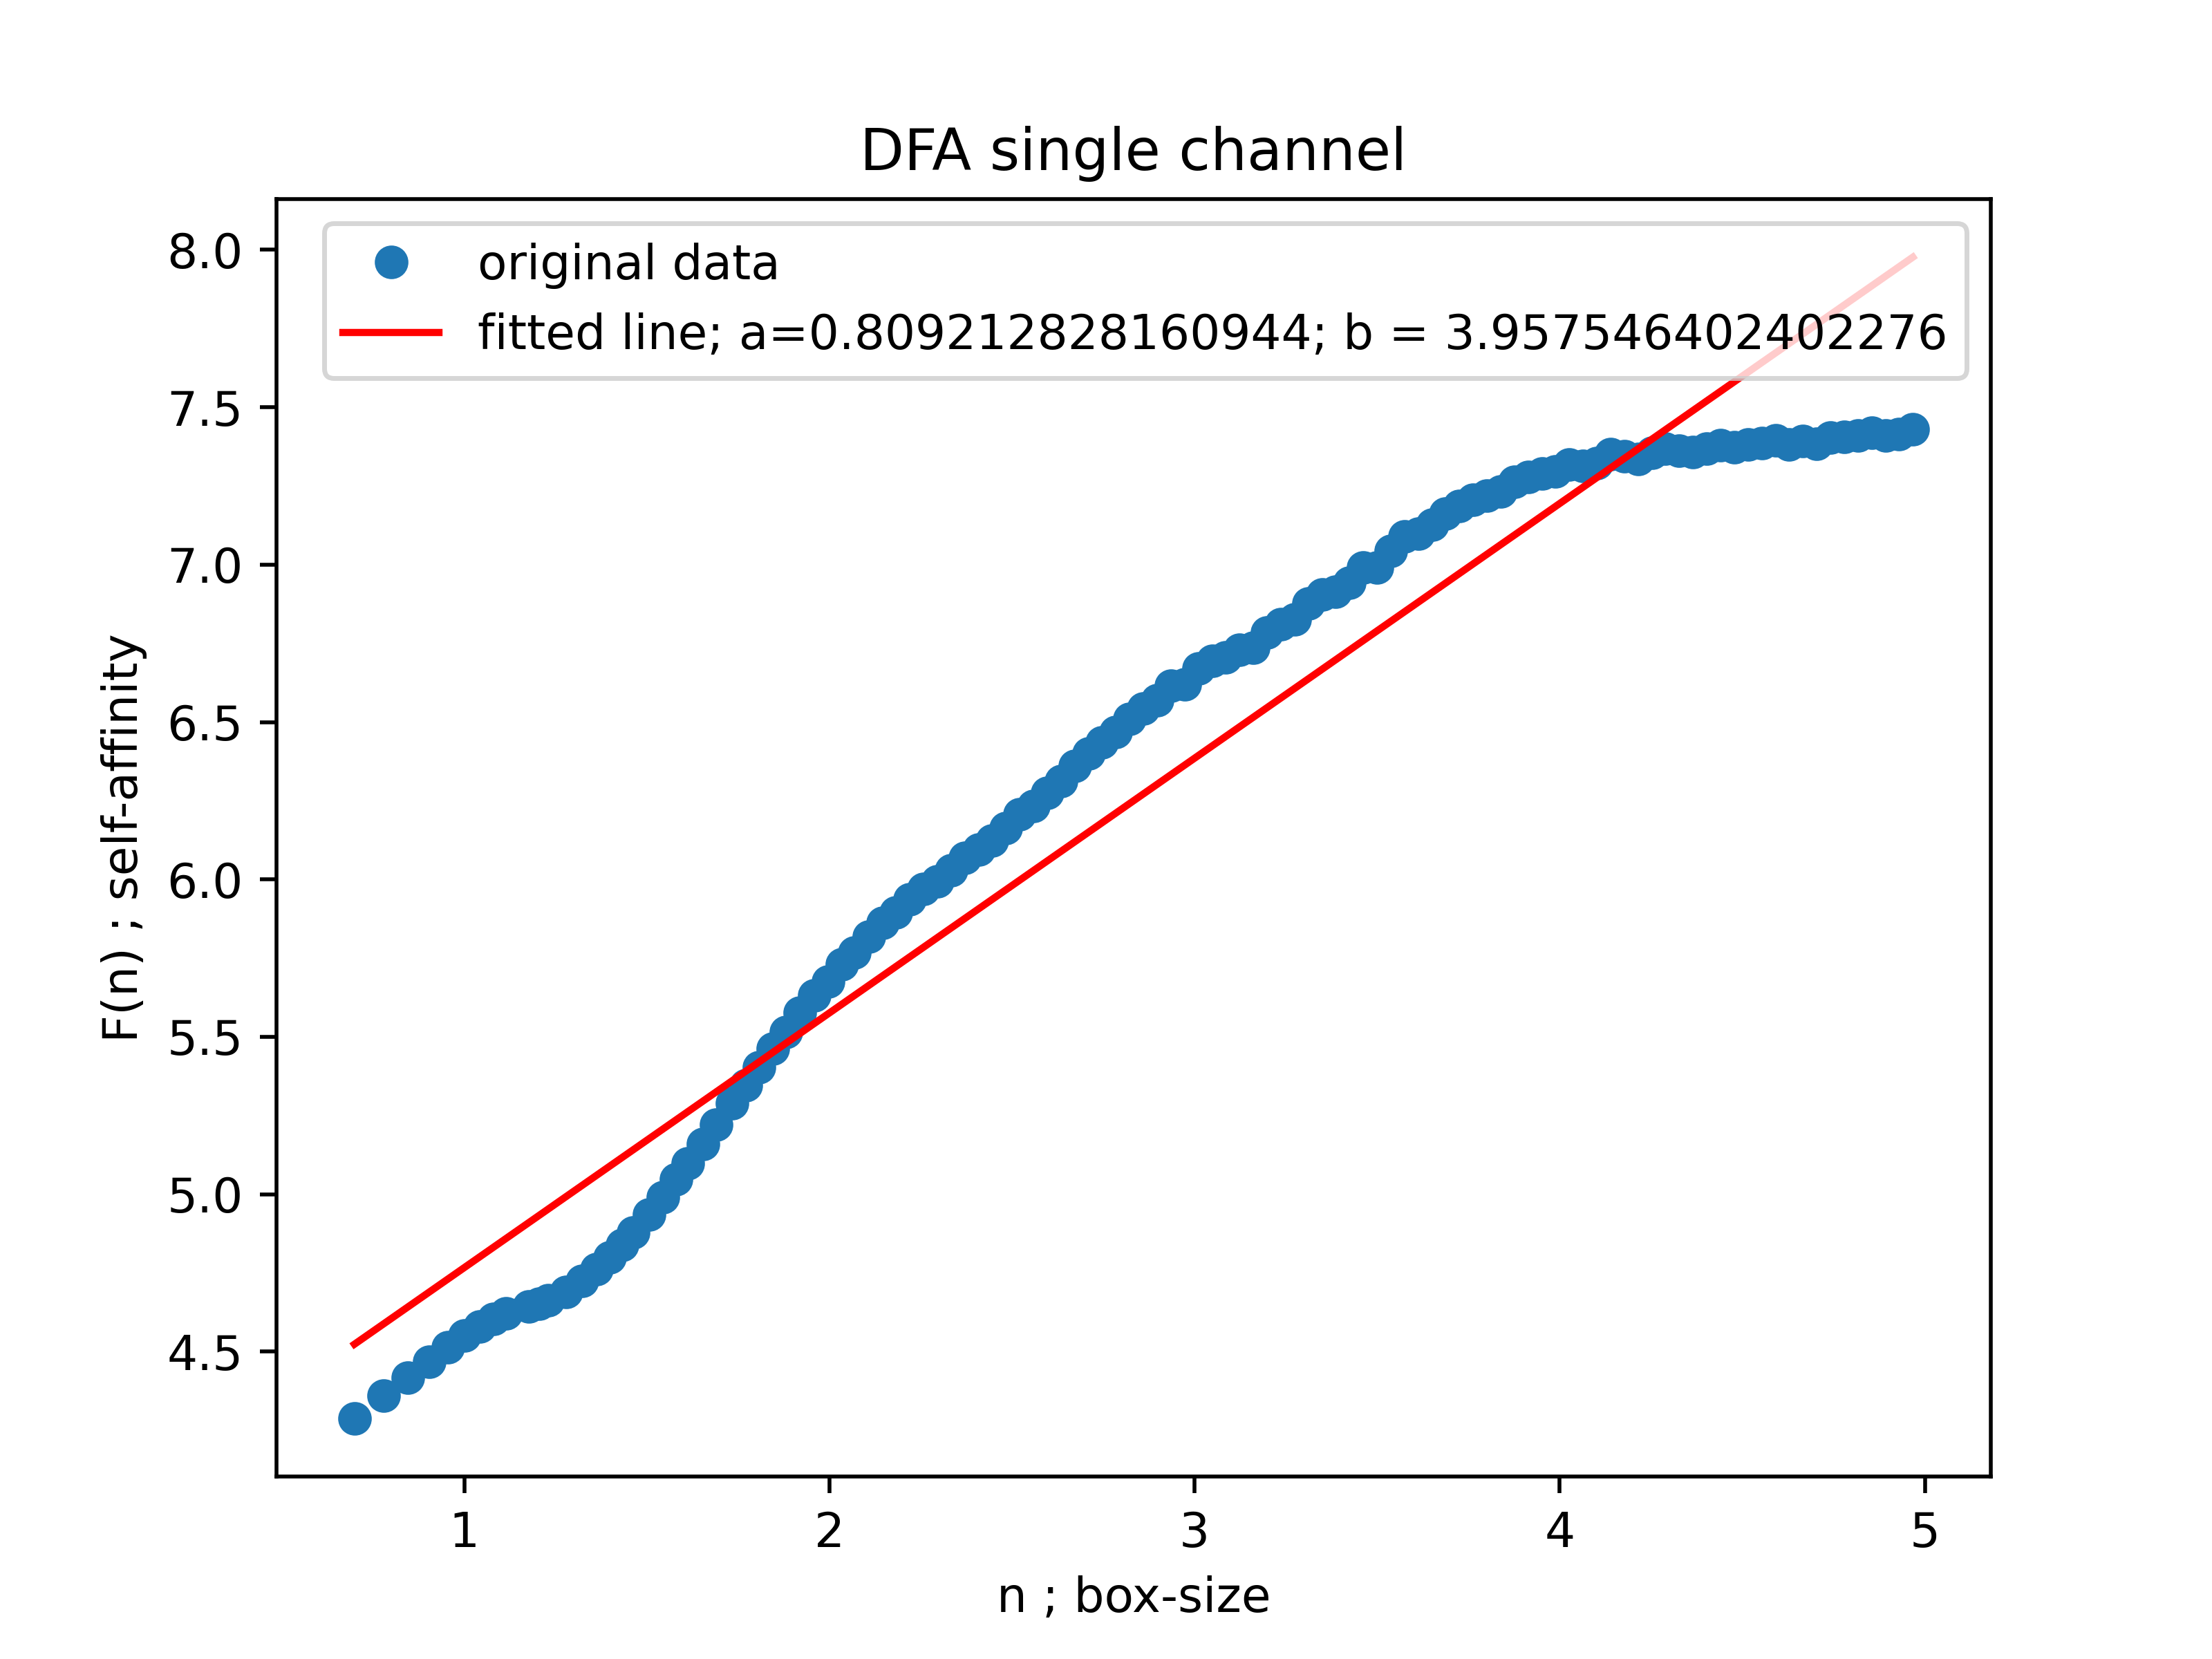 DFA single channel
original data
fitted line; a=0.809212828160944; b = 3.957546402402276
8.0
7.5
7.0
6.5
6.0
5.5
5.0
4.5
F(n) ; self-affinity
1 2 3 4 5
n ; box-size